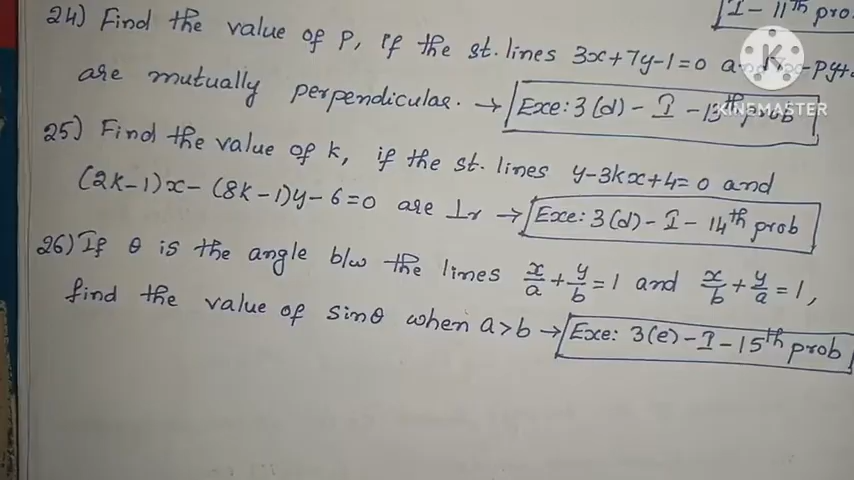 I - 11th pro.
24) Find the value of P, if the st. lines 3x+7y-1=0 -py+
are mutually perpendicular. → Exe: 3(d) - I - 13th prob
KINEMASTER
25) Find the value of k, if the st. lines y-3kx+4=0 and
(2k-1)x-(8k-1)y-6=0 are ⊥r → Exe: 3(d) - I - 14th prob
26) If θ is the angle b/w the lines x/a + y/b = 1 and x/b + y/a = 1,
find the value of sinθ when a>b → Exe: 3(e) - I - 15th prob